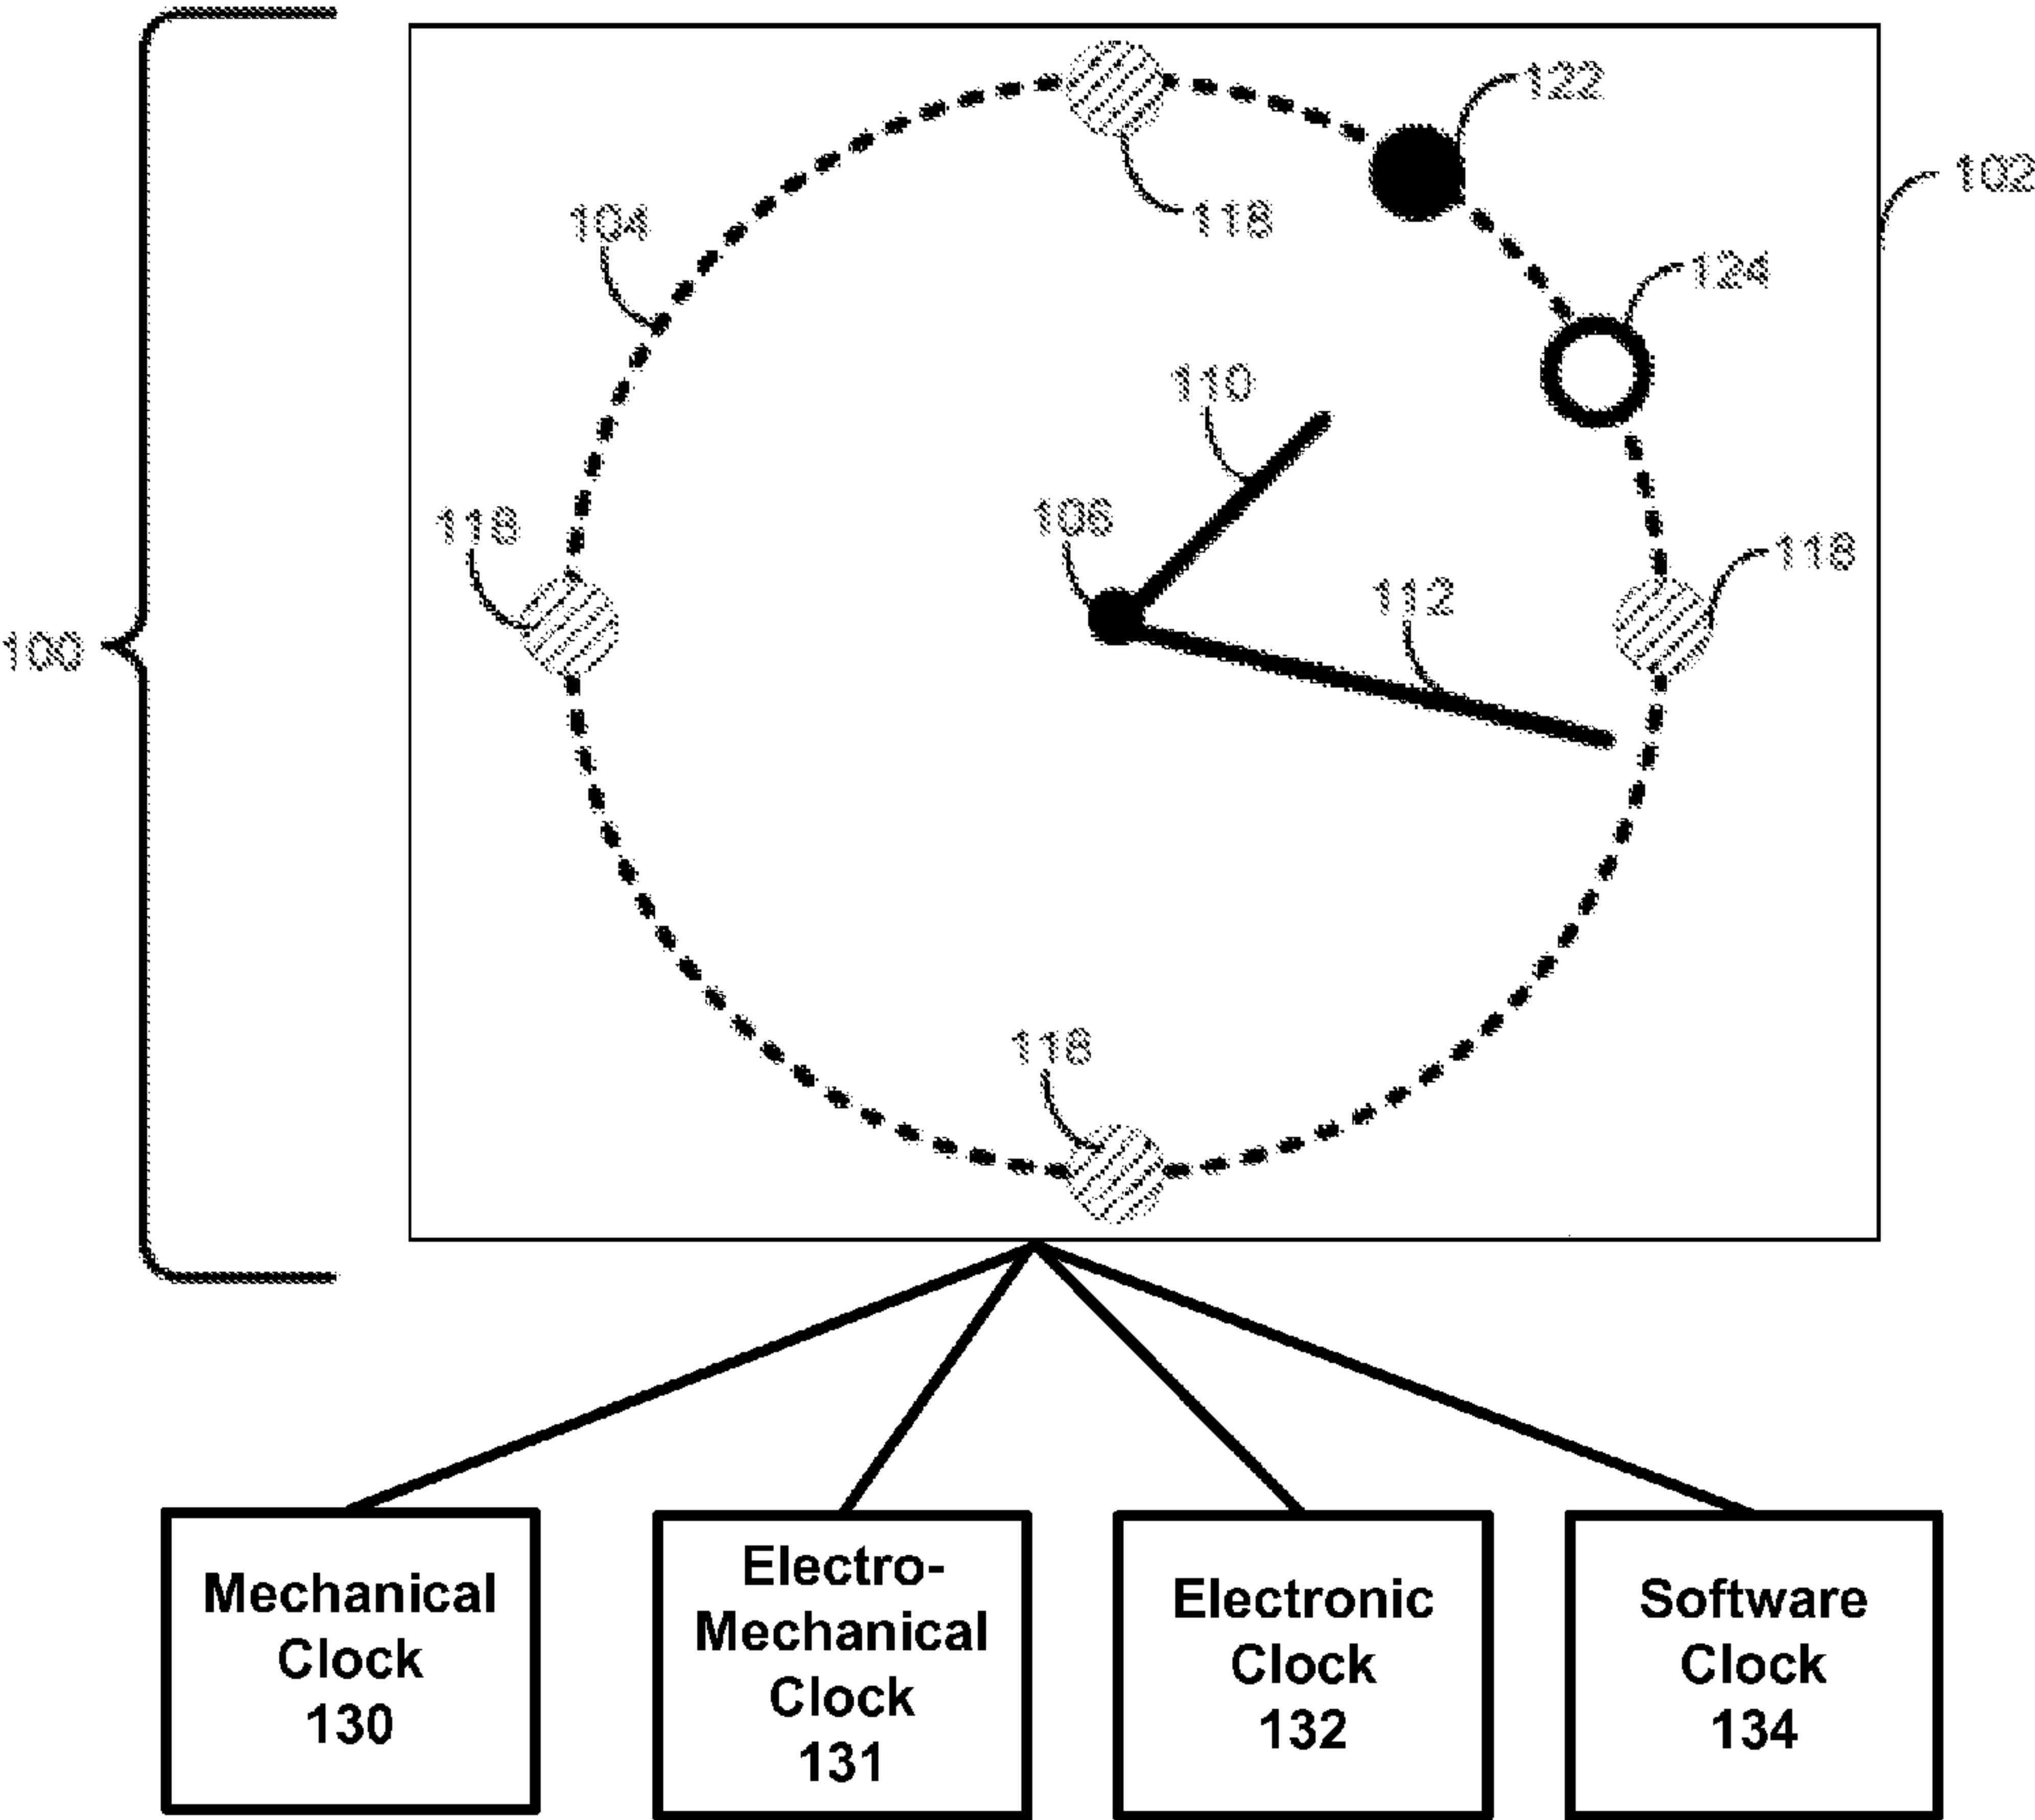 122
102
104
118
124
110
118
106
118
112
100
118
Mechanical
Clock
130
Electro-
Mechanical
Clock
131
Electronic
Clock
132
Software
Clock
134